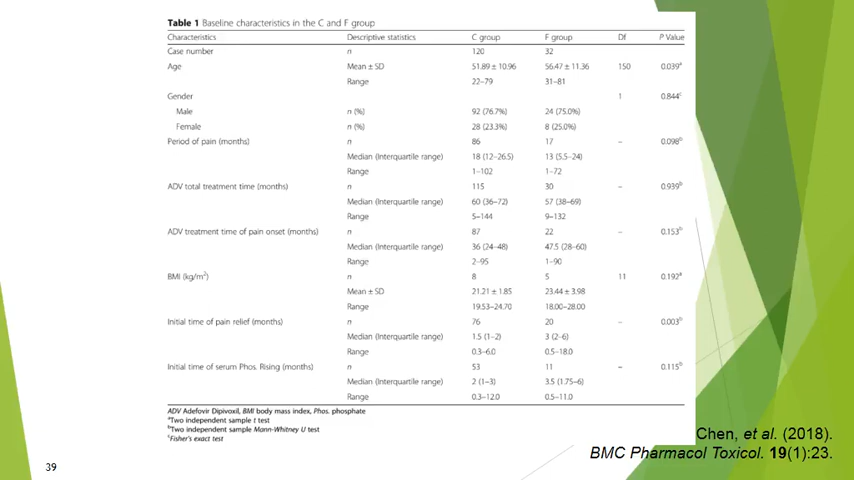 Table 1 Baseline characteristics in the C and F group
Characteristics Descriptive statistics C group F group Df P Value
Case number n 120 32
Age Mean ± SD 51.89 ± 10.96 56.47 ± 11.36 150 0.039ᵃ
Range 22–79 31–81
Gender 1 0.844ᶜ
Male n (%) 92 (76.7%) 24 (75.0%)
Female n (%) 28 (23.3%) 8 (25.0%)
Period of pain (months) n 86 17 – 0.098ᵇ
Median (Interquartile range) 18 (12–26.5) 13 (5.5–24)
Range 1–102 1–72
ADV total treatment time (months) n 115 30 – 0.939ᵇ
Median (Interquartile range) 60 (36–72) 57 (38–69)
Range 5–144 9–132
ADV treatment time of pain onset (months) n 87 22 – 0.153ᵇ
Median (Interquartile range) 36 (24–48) 47.5 (28–60)
Range 2–95 1–90
BMI (kg/m²) n 8 5 11 0.192ᵃ
Mean ± SD 21.21 ± 1.85 23.44 ± 3.98
Range 19.53–24.70 18.00–28.00
Initial time of pain relief (months) n 76 20 – 0.003ᵇ
Median (Interquartile range) 1.5 (1–2) 3 (2–6)
Range 0.3–6.0 0.5–18.0
Initial time of serum Phos. Rising (months) n 53 11 – 0.115ᵇ
Median (Interquartile range) 2 (1–3) 3.5 (1.75–6)
Range 0.3–12.0 0.5–11.0
ADV Adefovir Dipivoxil, BMI body mass index, Phos. phosphate
ᵃTwo independent sample t test
ᵇTwo independent sample Mann-Whitney U test
ᶜFisher's exact test
Chen, et al. (2018).
BMC Pharmacol Toxicol. 19(1):23.
39